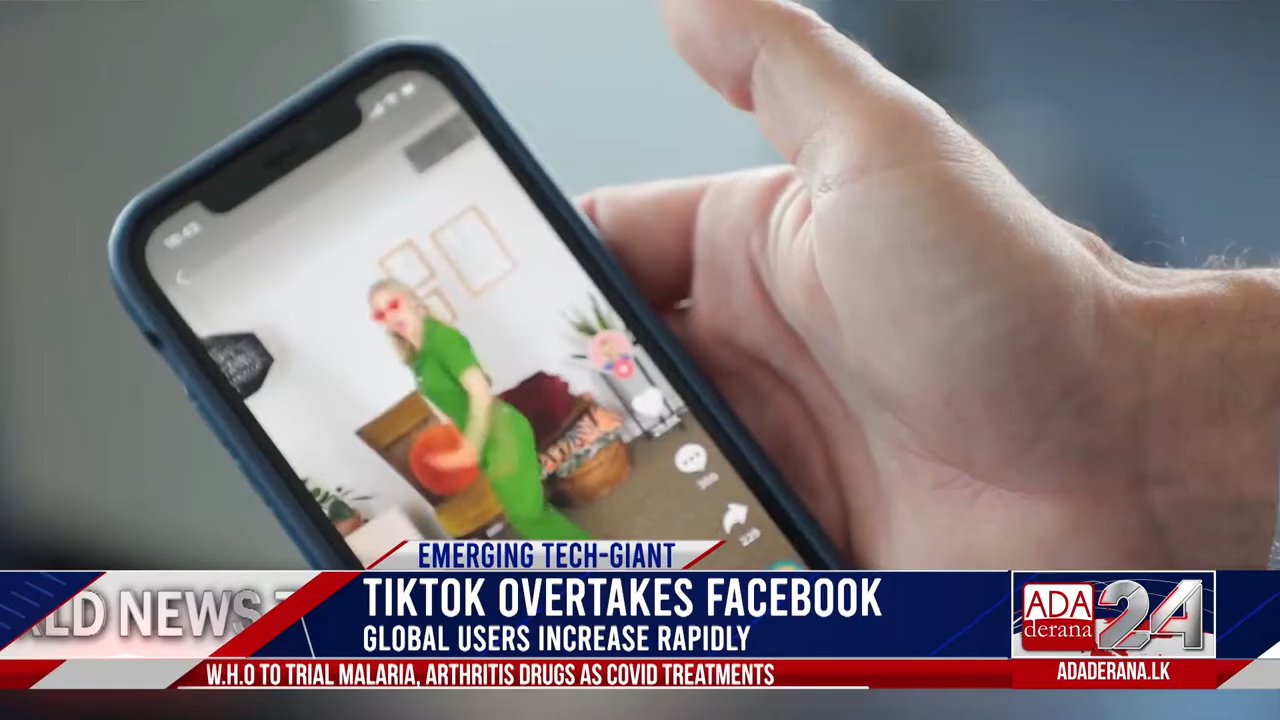 EMERGING TECH-GIANT
TIKTOK OVERTAKES FACEBOOK
GLOBAL USERS INCREASE RAPIDLY
NEWS
W.H.O TO TRIAL MALARIA, ARTHRITIS DRUGS AS COVID TREATMENTS
ADA
derana
24
ADADERANA.LK